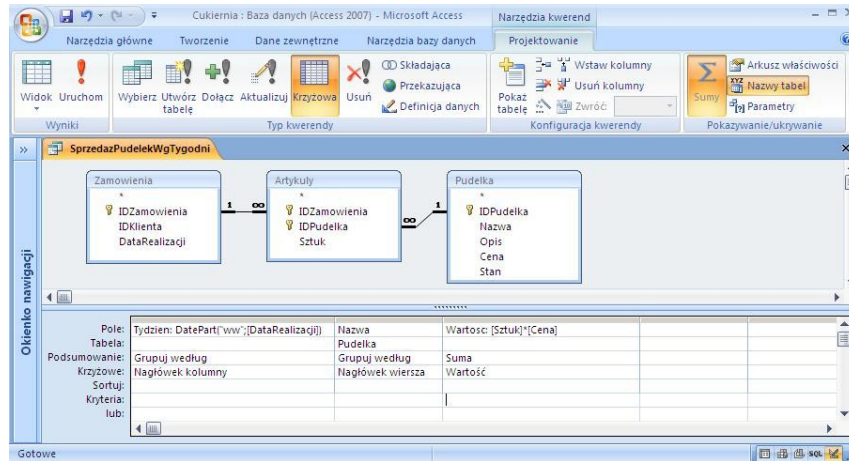 Cukiernia : Baza danych (Access 2007) - Microsoft Access
Narzędzia kwerend
Narzędzia główne Tworzenie Dane zewnętrzne Narzędzia bazy danych Projektowanie
Widok Uruchom
Wybierz Utwórz tabelę Dołącz Aktualizuj Krzyżowa Usuń
Składająca
Przekazująca
Definicja danych
Pokaż tabelę
Wstaw kolumny
Usuń kolumny
Zwróć:
Sumy
Arkusz właściwości
Nazwy tabel
Parametry
Wyniki Typ kwerendy Konfiguracja kwerendy Pokazywanie/ukrywanie
»
SprzedazPudelekWgTygodni
Okienko nawigacji
Zamowienia
*
IDZamowienia
IDKlienta
DataRealizacji
1 ∞
Artykuly
*
IDZamowienia
IDPudelka
Sztuk
∞ 1
Pudelka
*
IDPudelka
Nazwa
Opis
Cena
Stan
Pole: Tydzien: DatePart("ww";[DataRealizacji]) Nazwa Wartosc: [Sztuk]*[Cena]
Tabela: Pudelka
Podsumowanie: Grupuj według Grupuj według Suma
Krzyżowe: Nagłówek kolumny Nagłówek wiersza Wartość
Sortuj:
Kryteria:
lub:
Gotowe
SQL